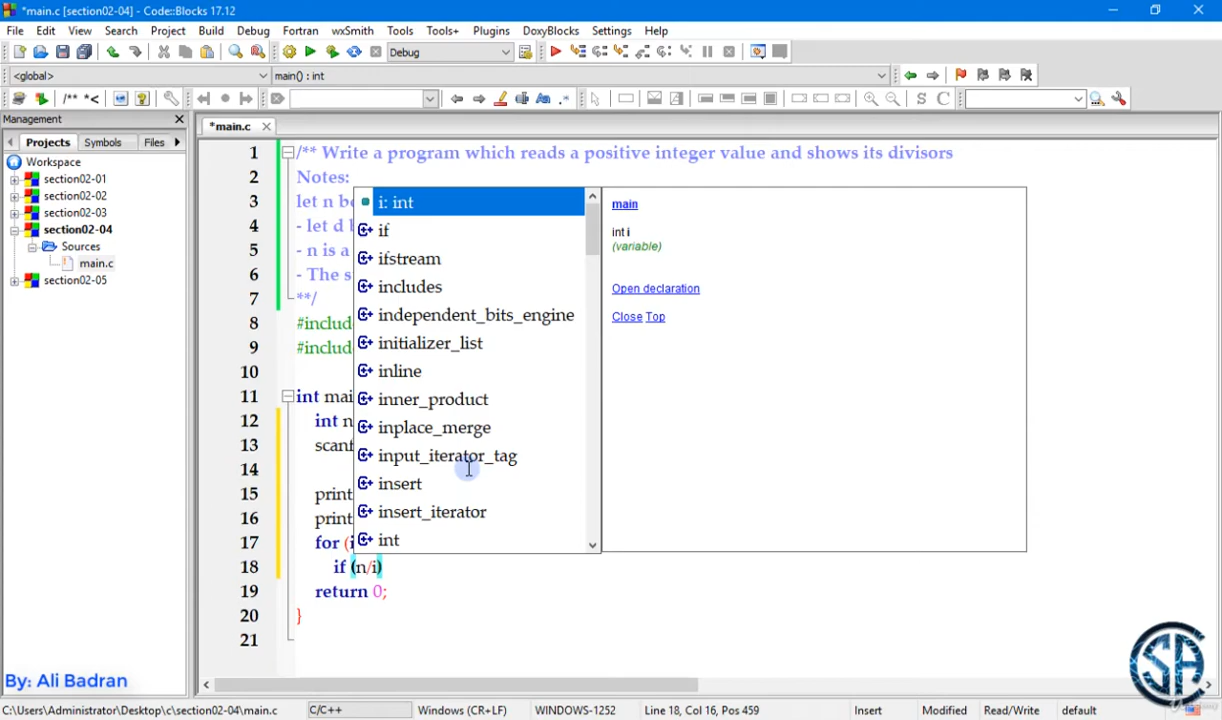 *main.c [section02-04] - Code::Blocks 17.12
File Edit View Search Project Build Debug Fortran wxSmith Tools Tools+ Plugins DoxyBlocks Settings Help
Debug
<global> main() : int
/** *<
S C
Management
*main.c
Projects Symbols Files
Workspace
section02-01
section02-02
section02-03
section02-04
Sources
main.c
section02-05
1 /** Write a program which reads a positive integer value and shows its divisors
2 Notes:
3 let n be
4 - let d b
5 - n is a
6 - The s
7 **/
8 #includ
9 #includ
10
11 int mai
12 int n
13 scanf
14
15 print
16 print
17 for (i
18 if (n/i)
19 return 0;
20 }
21
i: int
if
ifstream
includes
independent_bits_engine
initializer_list
inline
inner_product
inplace_merge
input_iterator_tag
insert
insert_iterator
int
main
int i
(variable)
Open declaration
Close Top
By: Ali Badran
C:\Users\Administrator\Desktop\c\section02-04\main.c C/C++ Windows (CR+LF) WINDOWS-1252 Line 18, Col 16, Pos 459 Insert Modified Read/Write default